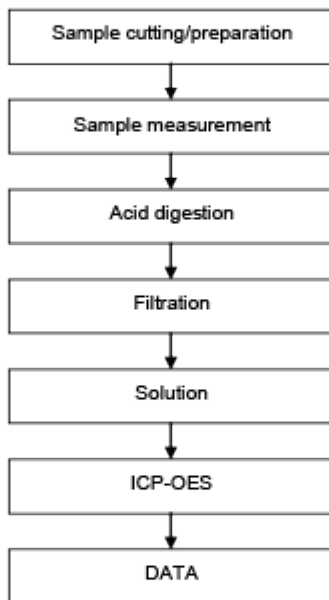 Sample cutting/preparation
Sample measurement
Acid digestion
Filtration
Solution
ICP-OES
DATA